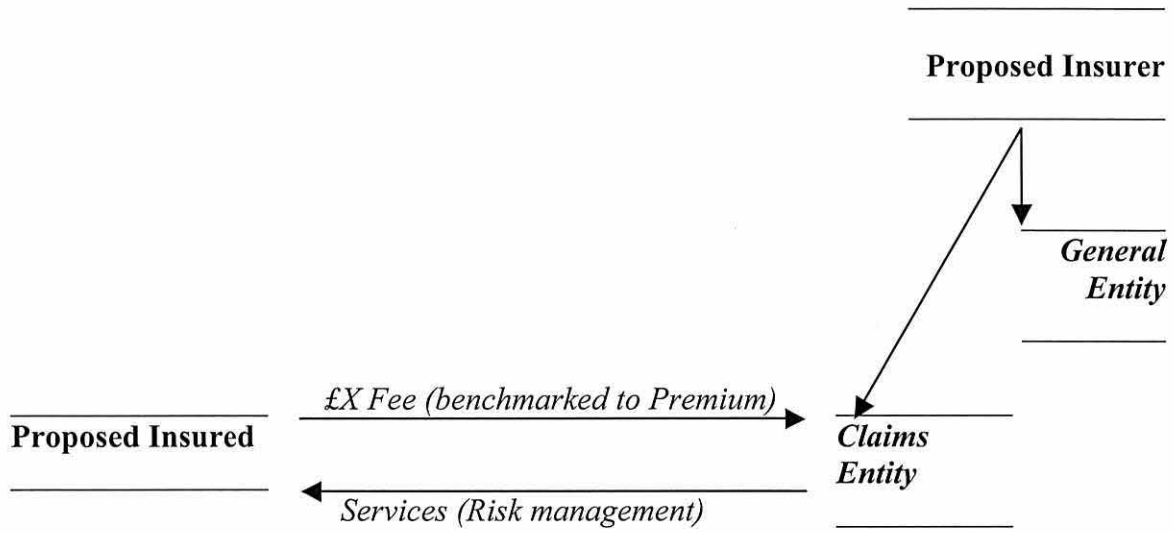 Proposed Insurer
General
Entity
£X Fee (benchmarked to Premium)
Proposed Insured
Claims
Entity
Services (Risk management)